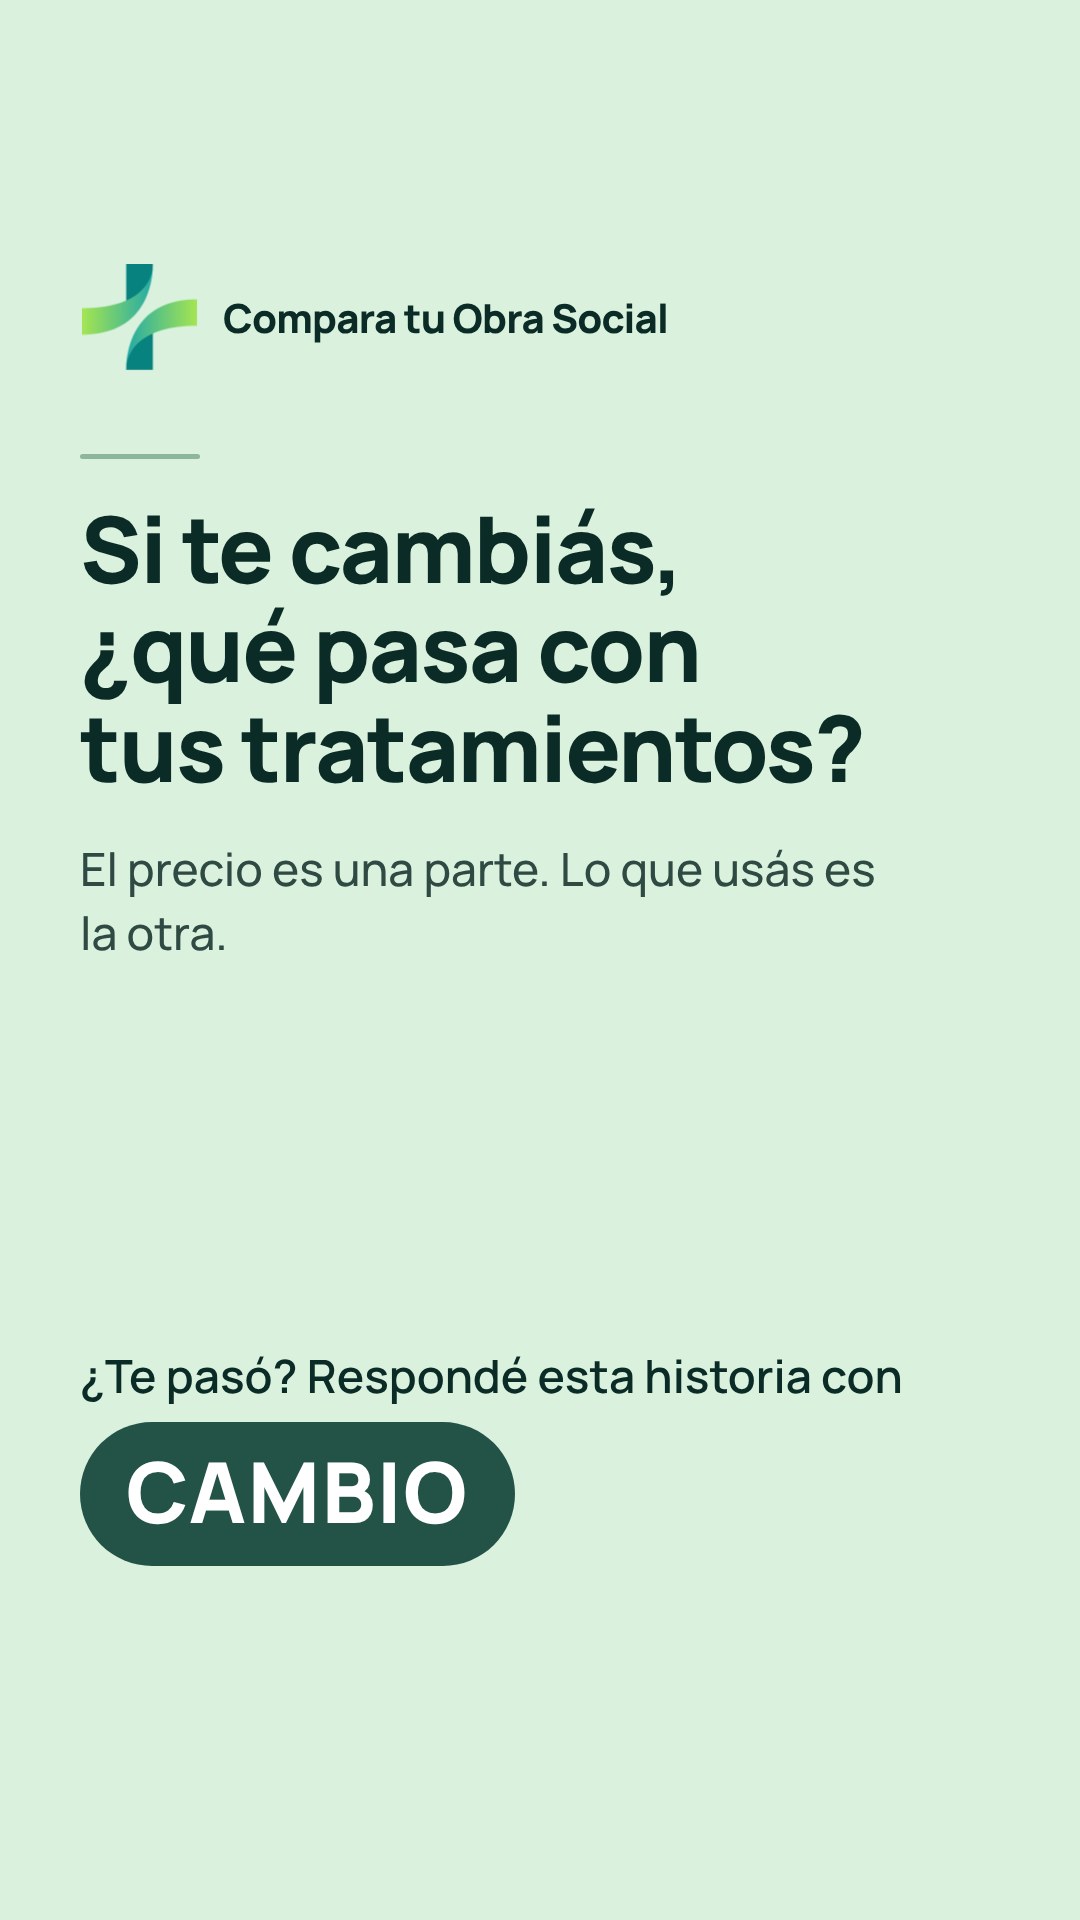 Compara tu Obra Social
Si te cambiás,
¿qué pasa con
tus tratamientos?
El precio es una parte. Lo que usás es
la otra.
¿Te pasó? Respondé esta historia con
CAMBIO